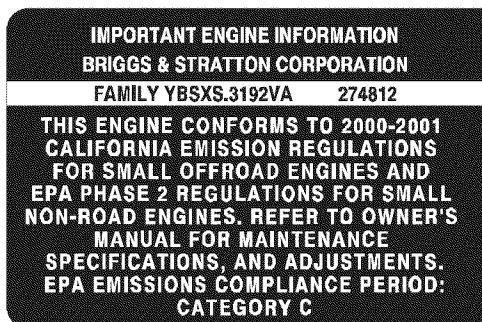 IMPORTANT ENGINE INFORMATION
BRIGGS & STRATTON CORPORATION
FAMILY YBSXS.3192VA 274812
THIS ENGINE CONFORMS TO 2000-2001
CALIFORNIA EMISSION REGULATIONS
FOR SMALL OFFROAD ENGINES AND
EPA PHASE 2 REGULATIONS FOR SMALL
NON-ROAD ENGINES. REFER TO OWNER'S
MANUAL FOR MAINTENANCE
SPECIFICATIONS, AND ADJUSTMENTS.
EPA EMISSIONS COMPLIANCE PERIOD:
CATEGORY C